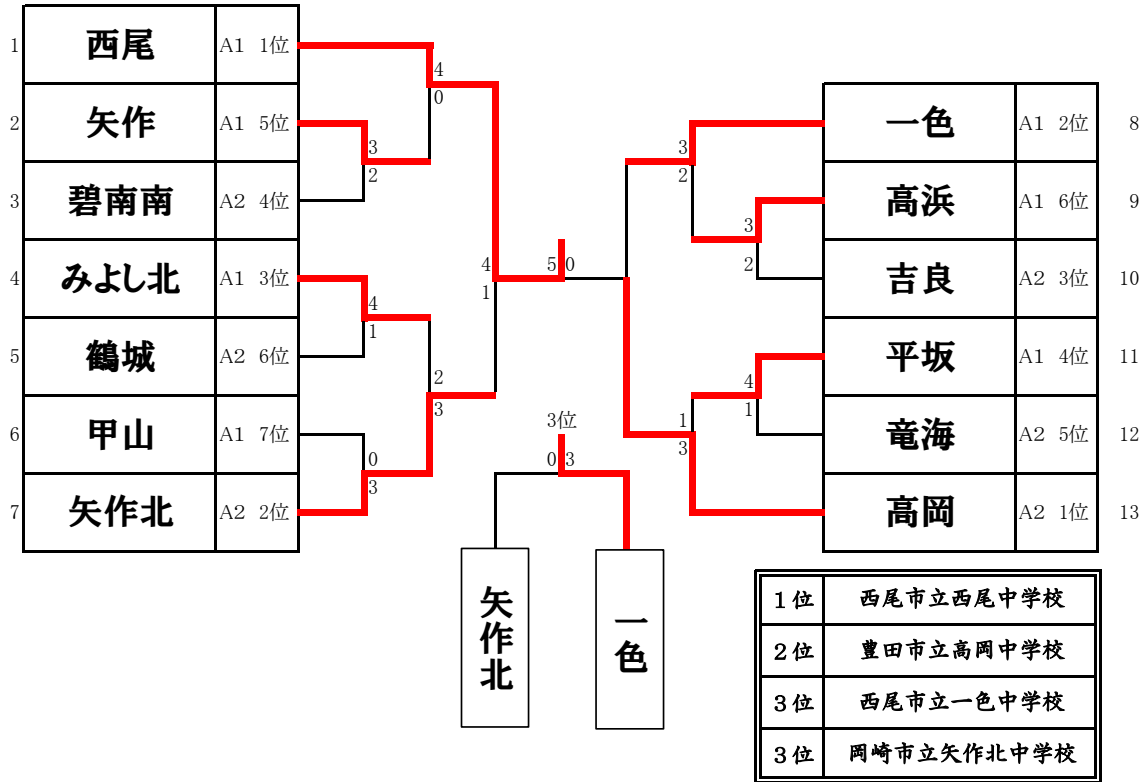 1 西尾 A1 1位
2 矢作 A1 5位
3 碧南南 A2 4位
4 みよし北 A1 3位
5 鶴城 A2 6位
6 甲山 A1 7位
7 矢作北 A2 2位
4
0
3
2
4
1
2
3
0
3
4
1
5 0
3位
0 3
矢作北
一色
3
2
3
2
4
1
1
3
一色 A1 2位 8
高浜 A1 6位 9
吉良 A2 3位 10
平坂 A1 4位 11
竜海 A2 5位 12
高岡 A2 1位 13
1位 西尾市立西尾中学校
2位 豊田市立高岡中学校
3位 西尾市立一色中学校
3位 岡崎市立矢作北中学校